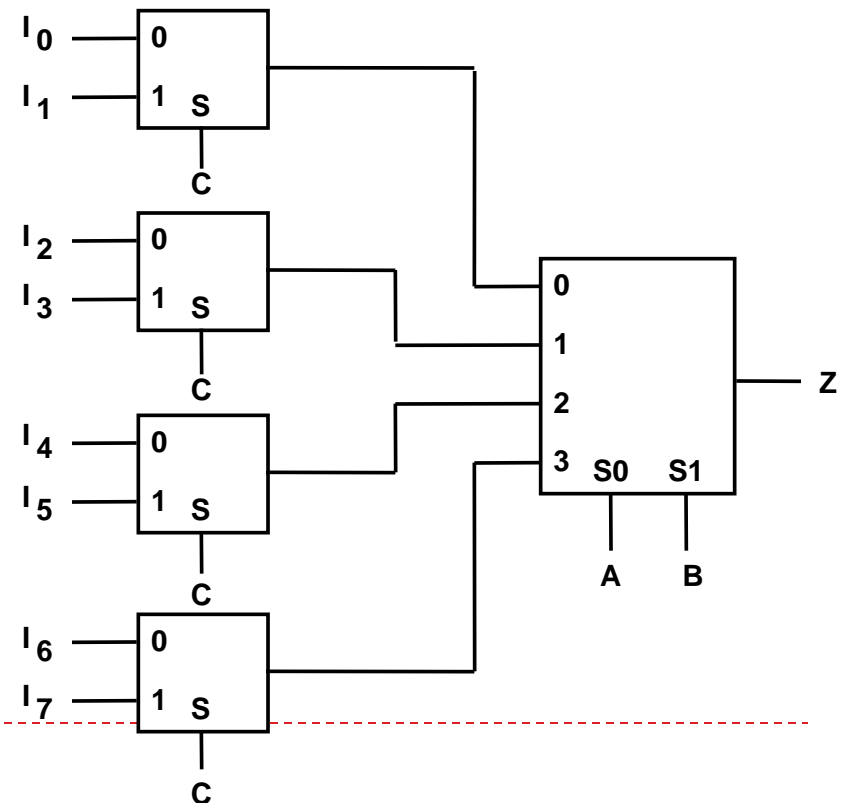 I0 0
I1 1 S
C
I2 0
I3 1 S
C
I4 0
I5 1 S
C
I6 0
I7 1 S
C
0
1
2
3 S0 S1
A B
Z